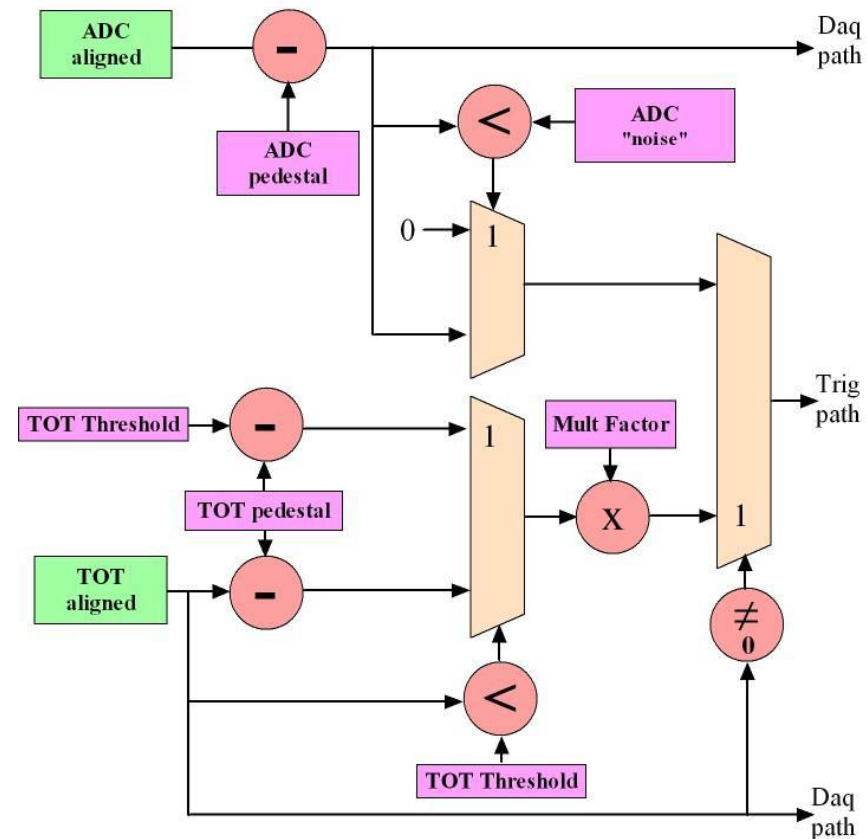 ADC
aligned
-
Daq
path
<
ADC
"noise"
ADC
pedestal
0
1
TOT Threshold
-
1
Mult Factor
Trig
path
TOT pedestal
X
1
TOT
aligned
-
≠
0
<
TOT Threshold
Daq
path